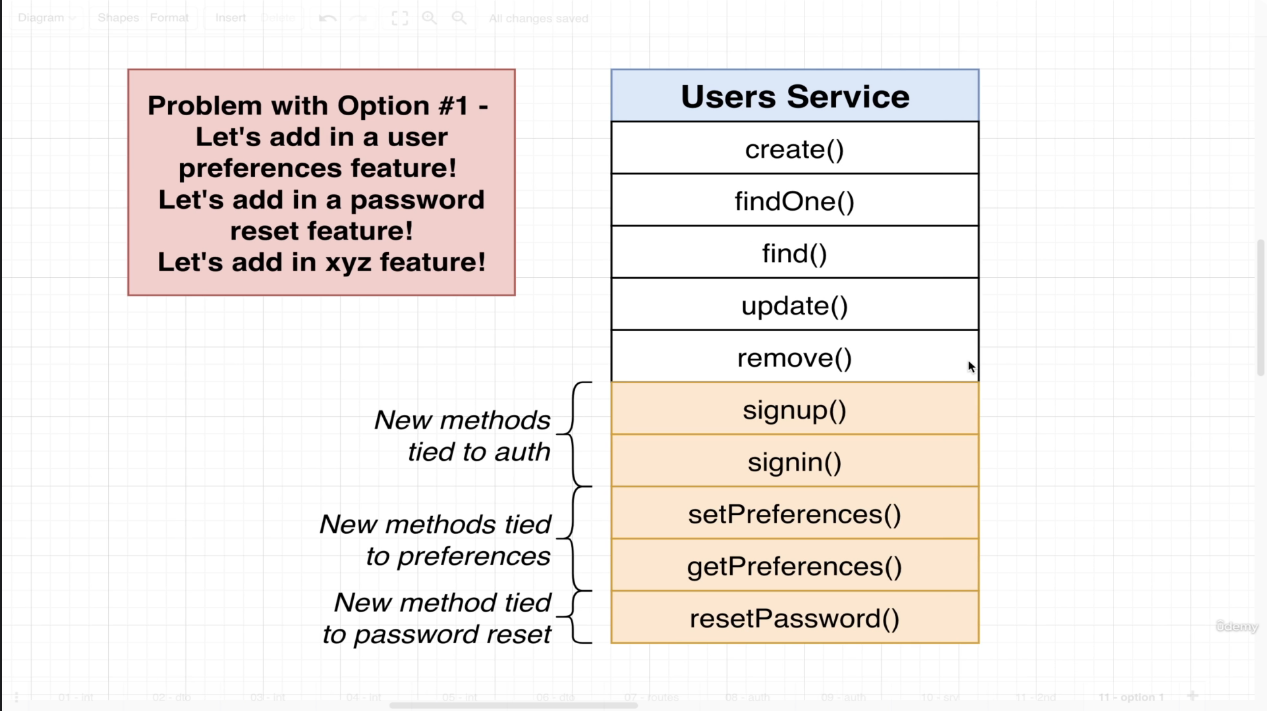 Diagram Shapes Format Insert Delete All changes saved
Problem with Option #1 -
Let's add in a user
preferences feature!
Let's add in a password
reset feature!
Let's add in xyz feature!
Users Service
create()
findOne()
find()
update()
remove()
signup()
signin()
setPreferences()
getPreferences()
resetPassword()
New methods
tied to auth
New methods tied
to preferences
New method tied
to password reset
ûdemy
01 - int 02 - dtb 03 - int 04 - int 05 - int 07 - routes 08 - auth 09 - auth 10 - srv 11 - 2nd 11 - option 1